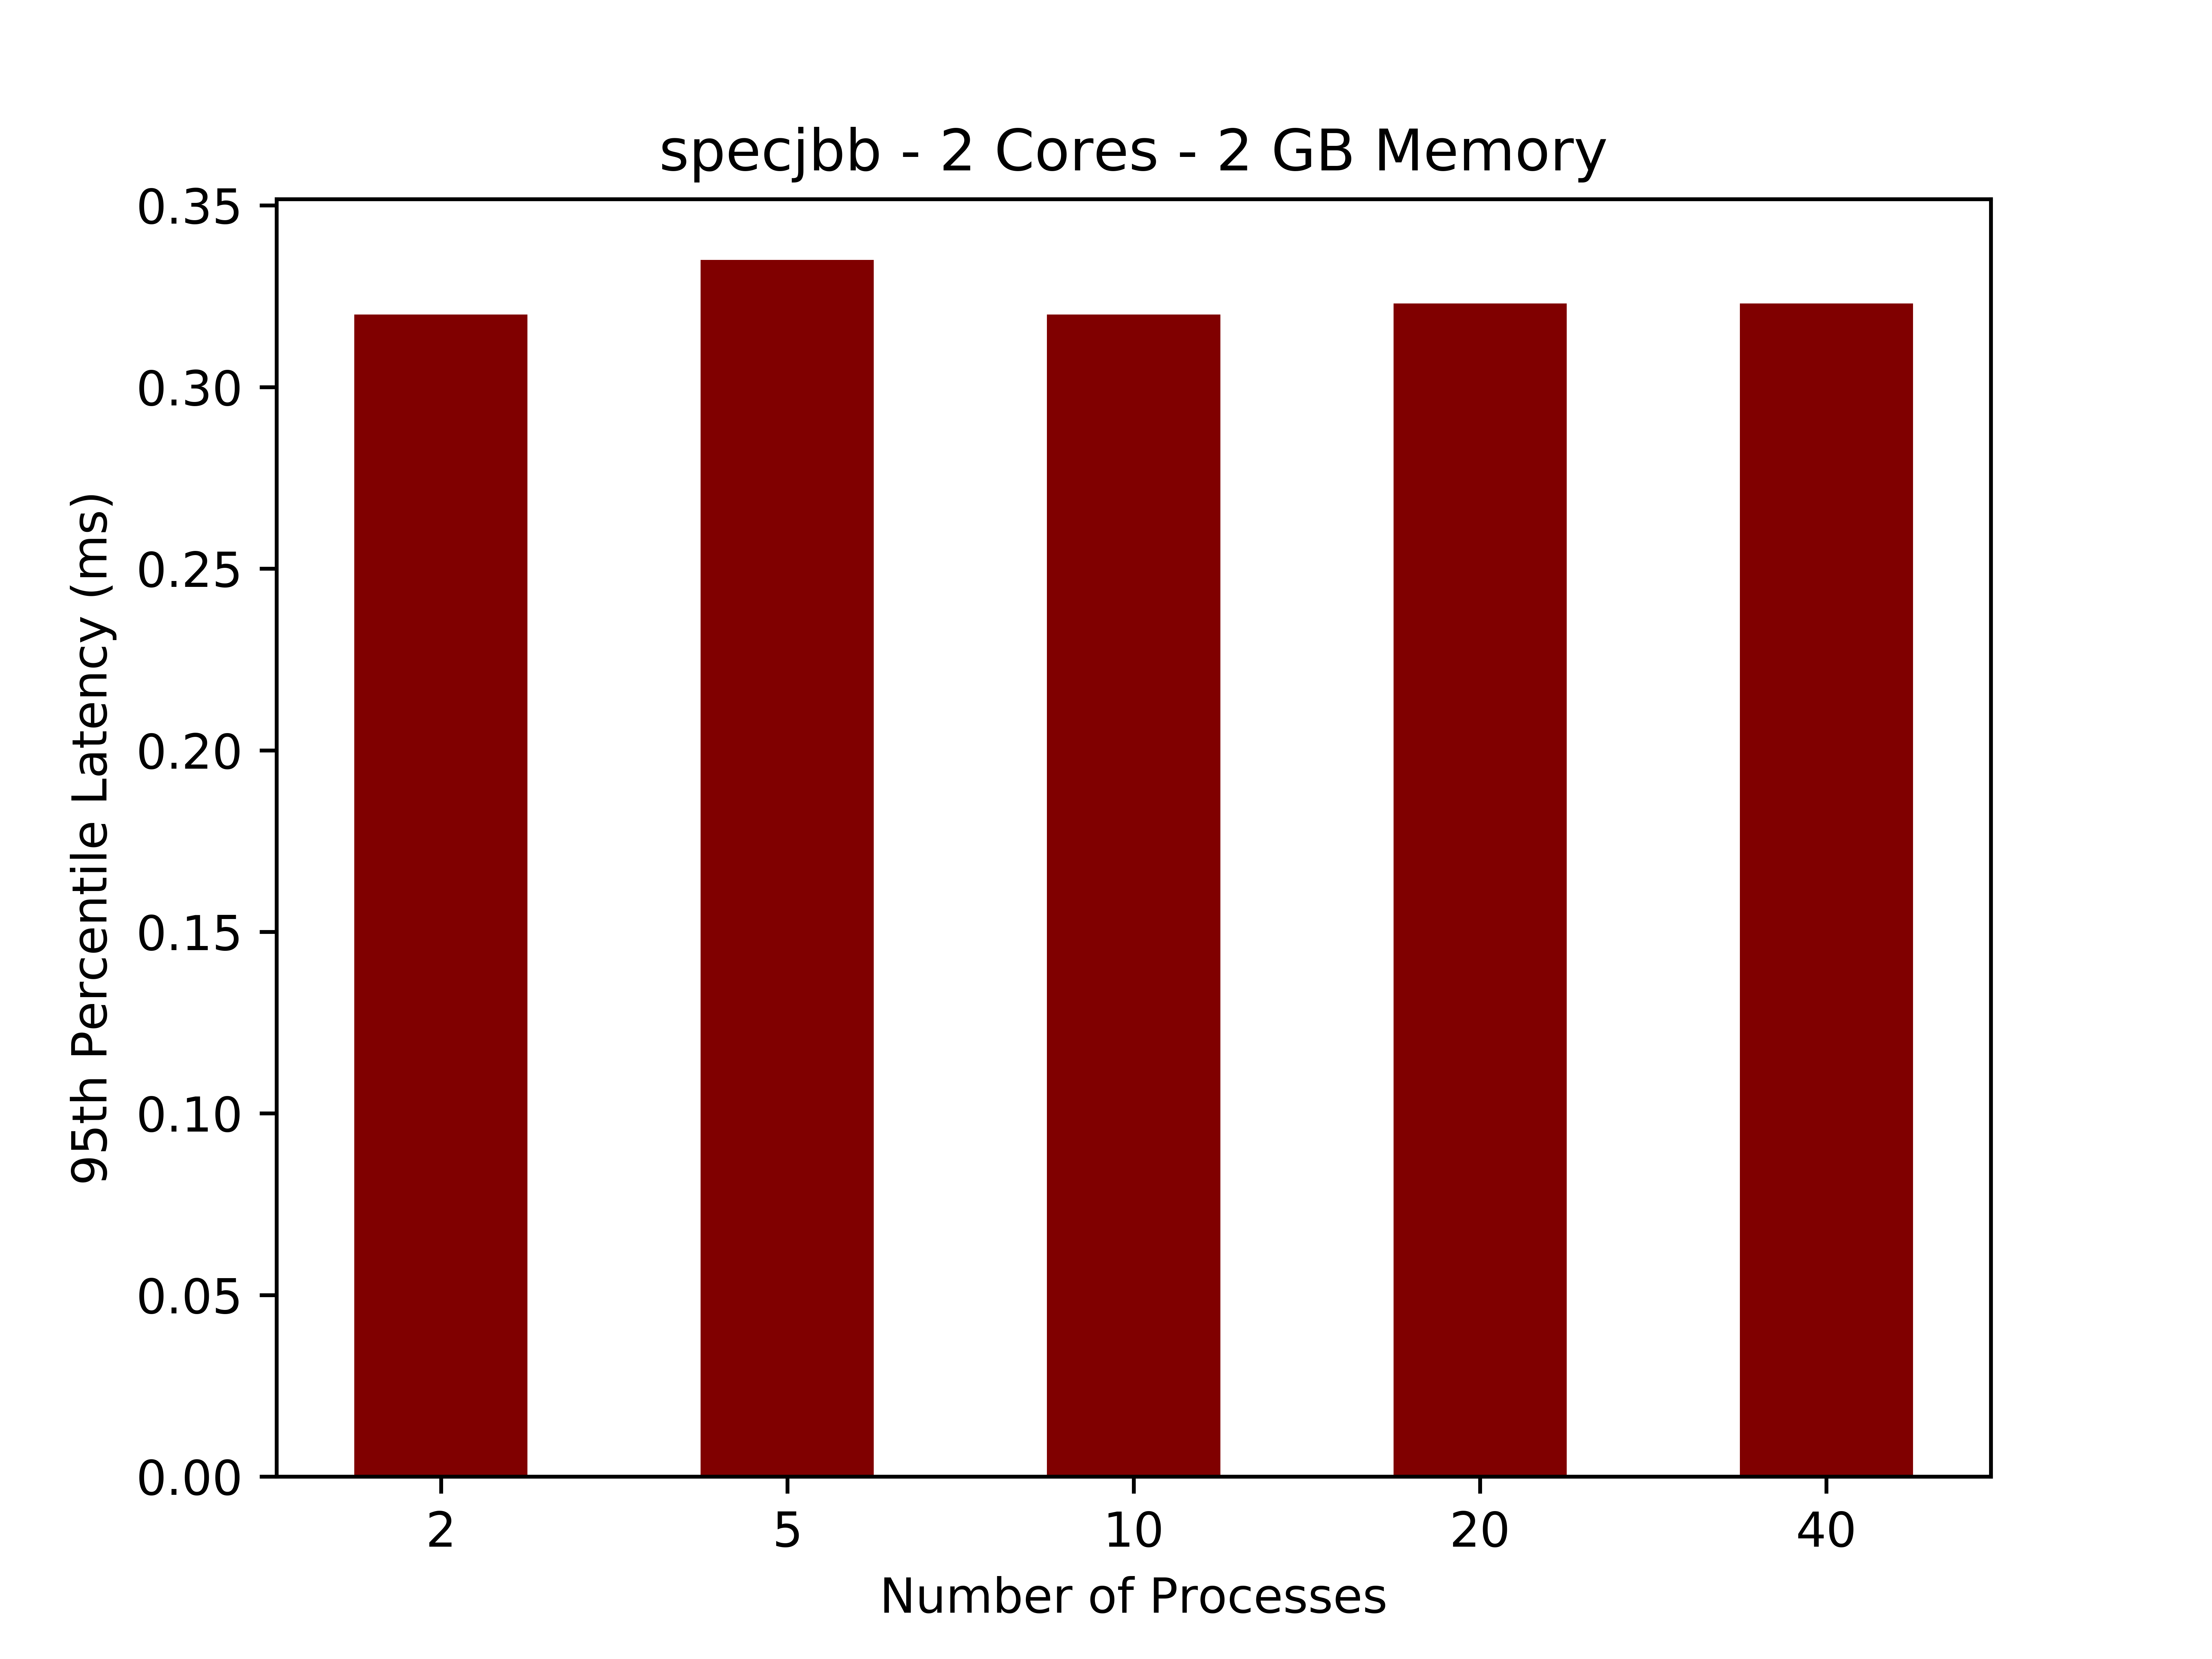 specjbb - 2 Cores - 2 GB Memory
95th Percentile Latency (ms)
0.35
0.30
0.25
0.20
0.15
0.10
0.05
0.00
2 5 10 20 40
Number of Processes